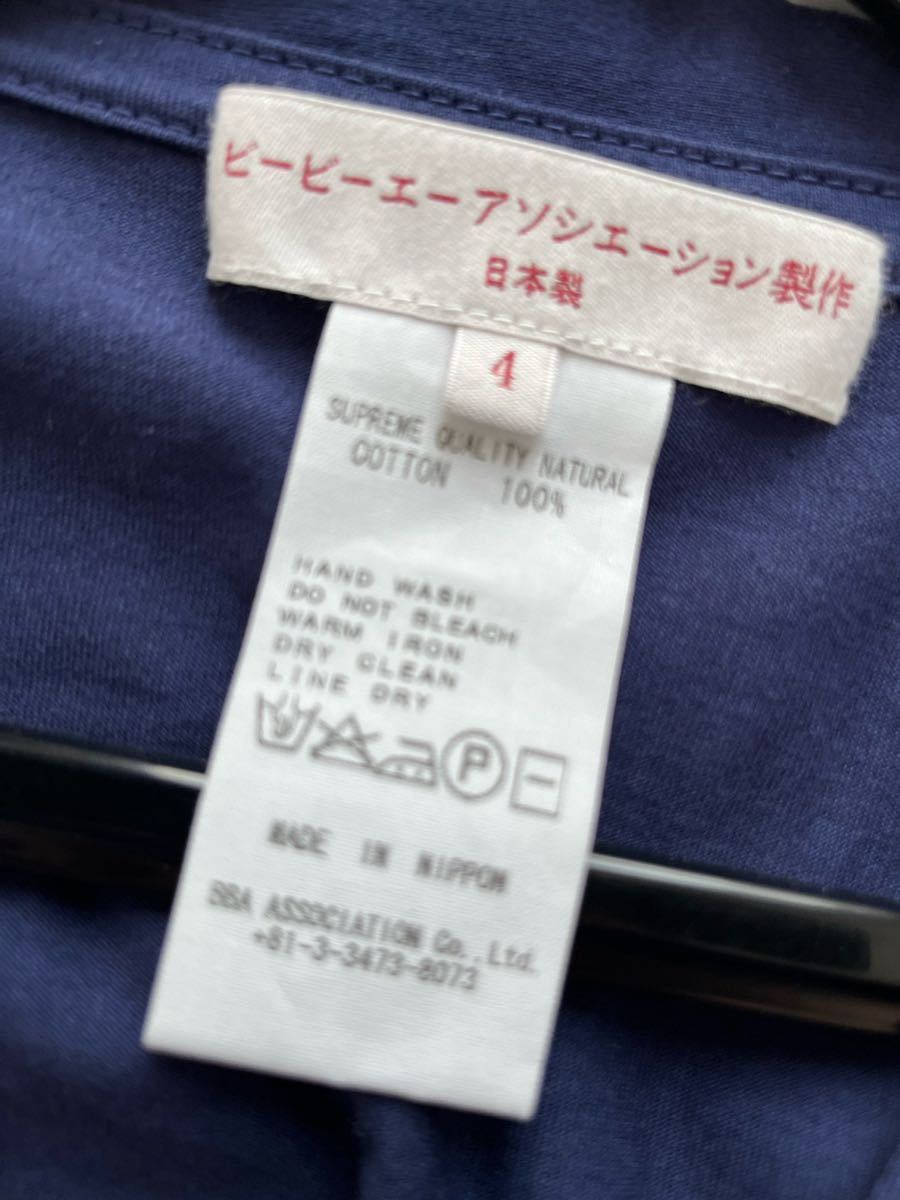 ビービーエーアソシエーション製作
日本製
4
SUPREME QUALITY NATURAL
COTTON 100%
HAND WASH
DO NOT BLEACH
WARM IRON
DRY CLEAN
LINE DRY
P
MADE IN NIPPON
BBA ASSOCIATION Co., Ltd.
+81-3-3473-8073